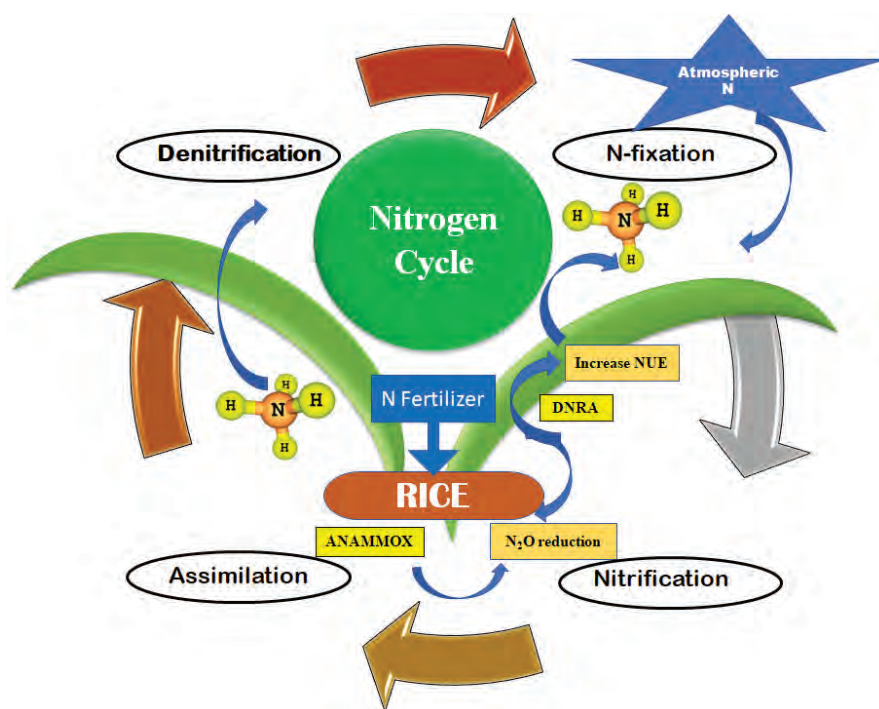 Atmospheric
N
Denitrification
N-fixation
Nitrogen
Cycle
H
H
N
H
H
Increase NUE
N Fertilizer
DNRA
H
H
N
H
H
RICE
ANAMMOX
N₂O reduction
Assimilation
Nitrification